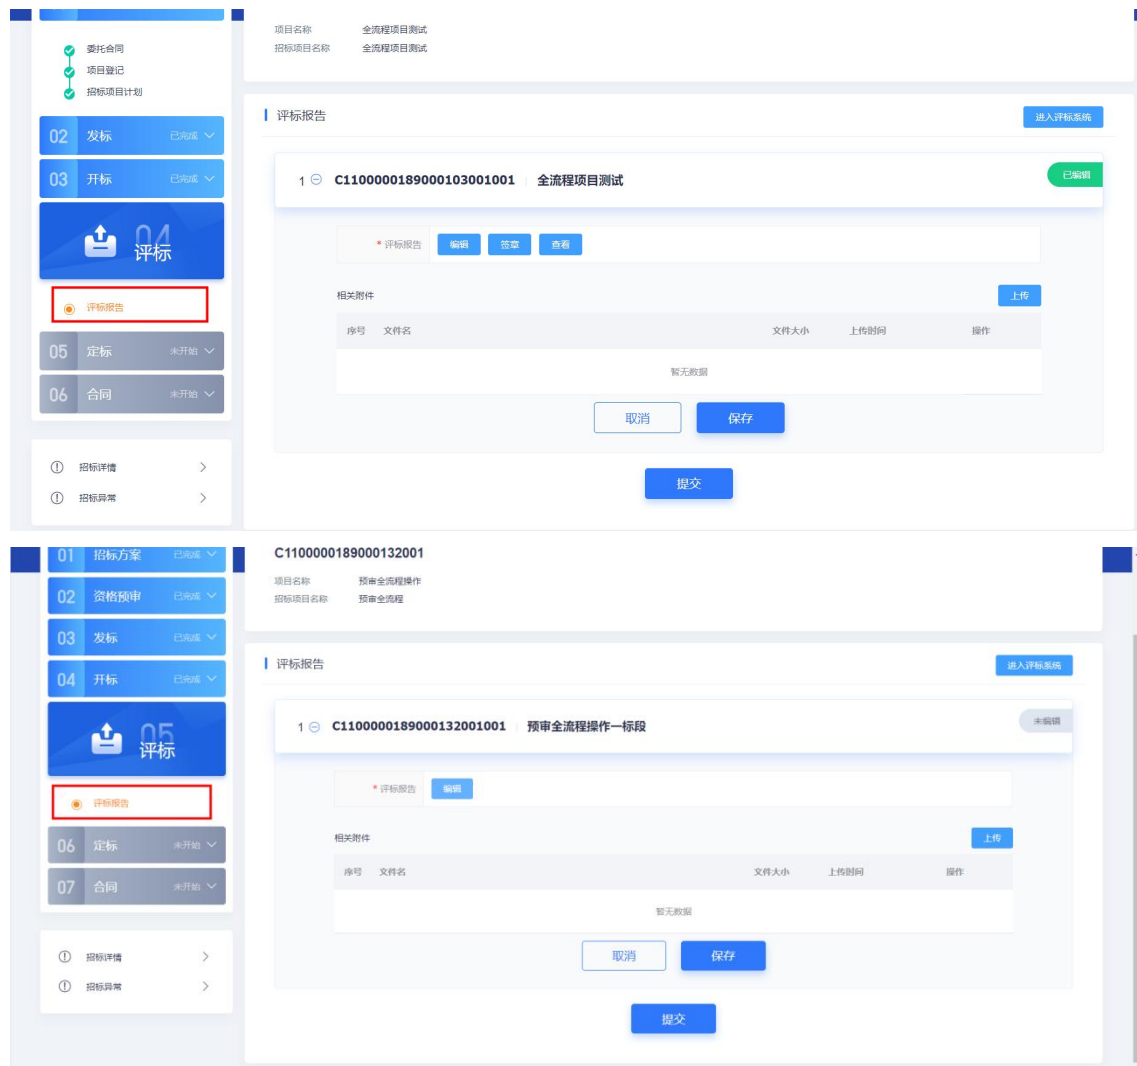 项目名称 全流程项目测试
招标项目名称 全流程项目测试
委托合同
项目登记
招标项目计划
02 发标 已完成
03 开标 已完成
04
评标
评标报告
05 定标 未开始
06 合同 未开始
招标详情
招标异常
评标报告 进入评标系统
1 C1100000189000103001001 全流程项目测试 已编辑
* 评标报告 编辑 签章 查看
相关附件 上传
序号 文件名 文件大小 上传时间 操作
暂无数据
取消 保存
提交
01 招标方案 已完成
02 资格预审 已完成
03 发标 已完成
04 开标 已完成
05
评标
评标报告
06 定标 未开始
07 合同 未开始
招标详情
招标异常
C1100000189000132001
项目名称 预审全流程操作
招标项目名称 预审全流程
评标报告 进入评标系统
1 C1100000189000132001001 预审全流程操作一标段 未编辑
* 评标报告 编辑
相关附件 上传
序号 文件名 文件大小 上传时间 操作
暂无数据
取消 保存
提交